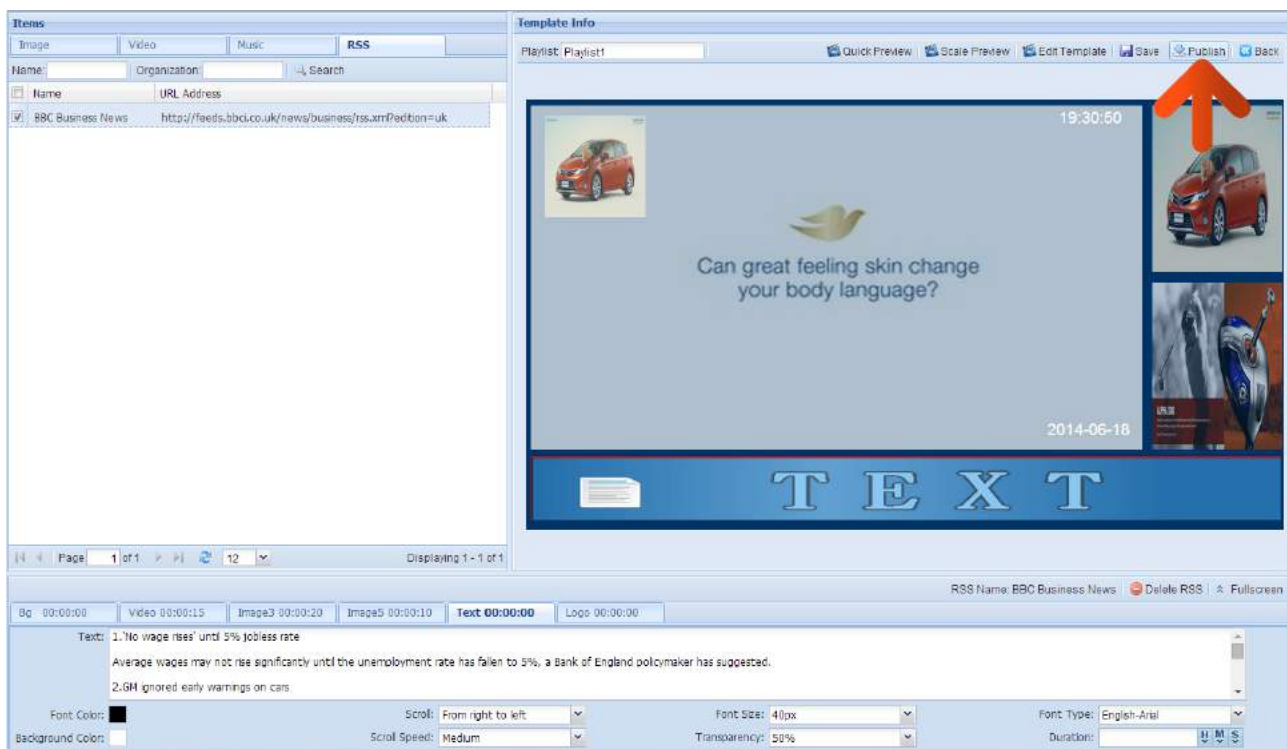 Items
Image Video Music RSS
Name: Organization: Search
Name URL Address
BBC Business News http://feeds.bbci.co.uk/news/business/rss.xml?edition=uk
Page 1 of 1 12 Displaying 1 - 1 of 1
Template Info
Playlist: Playlist1 Quick Preview Scale Preview Edit Template Save Publish Back
19:30:50
Can great feeling skin change
your body language?
2014-06-18
TEXT
RSS Name: BBC Business News Delete RSS Fullscreen
Bg 00:00:00 Video 00:00:15 Image3 00:00:20 Image5 00:00:10 Text 00:00:00 Logo 00:00:00
Text: 1.'No wage rises' until 5% jobless rate
Average wages may not rise significantly until the unemployment rate has fallen to 5%, a Bank of England policymaker has suggested.
2.GM ignored early warnings on cars
Font Color: Scroll: From right to left Font Size: 40px Font Type: English-Arial
Background Color: Scroll Speed: Medium Transparency: 50% Duration: H M S